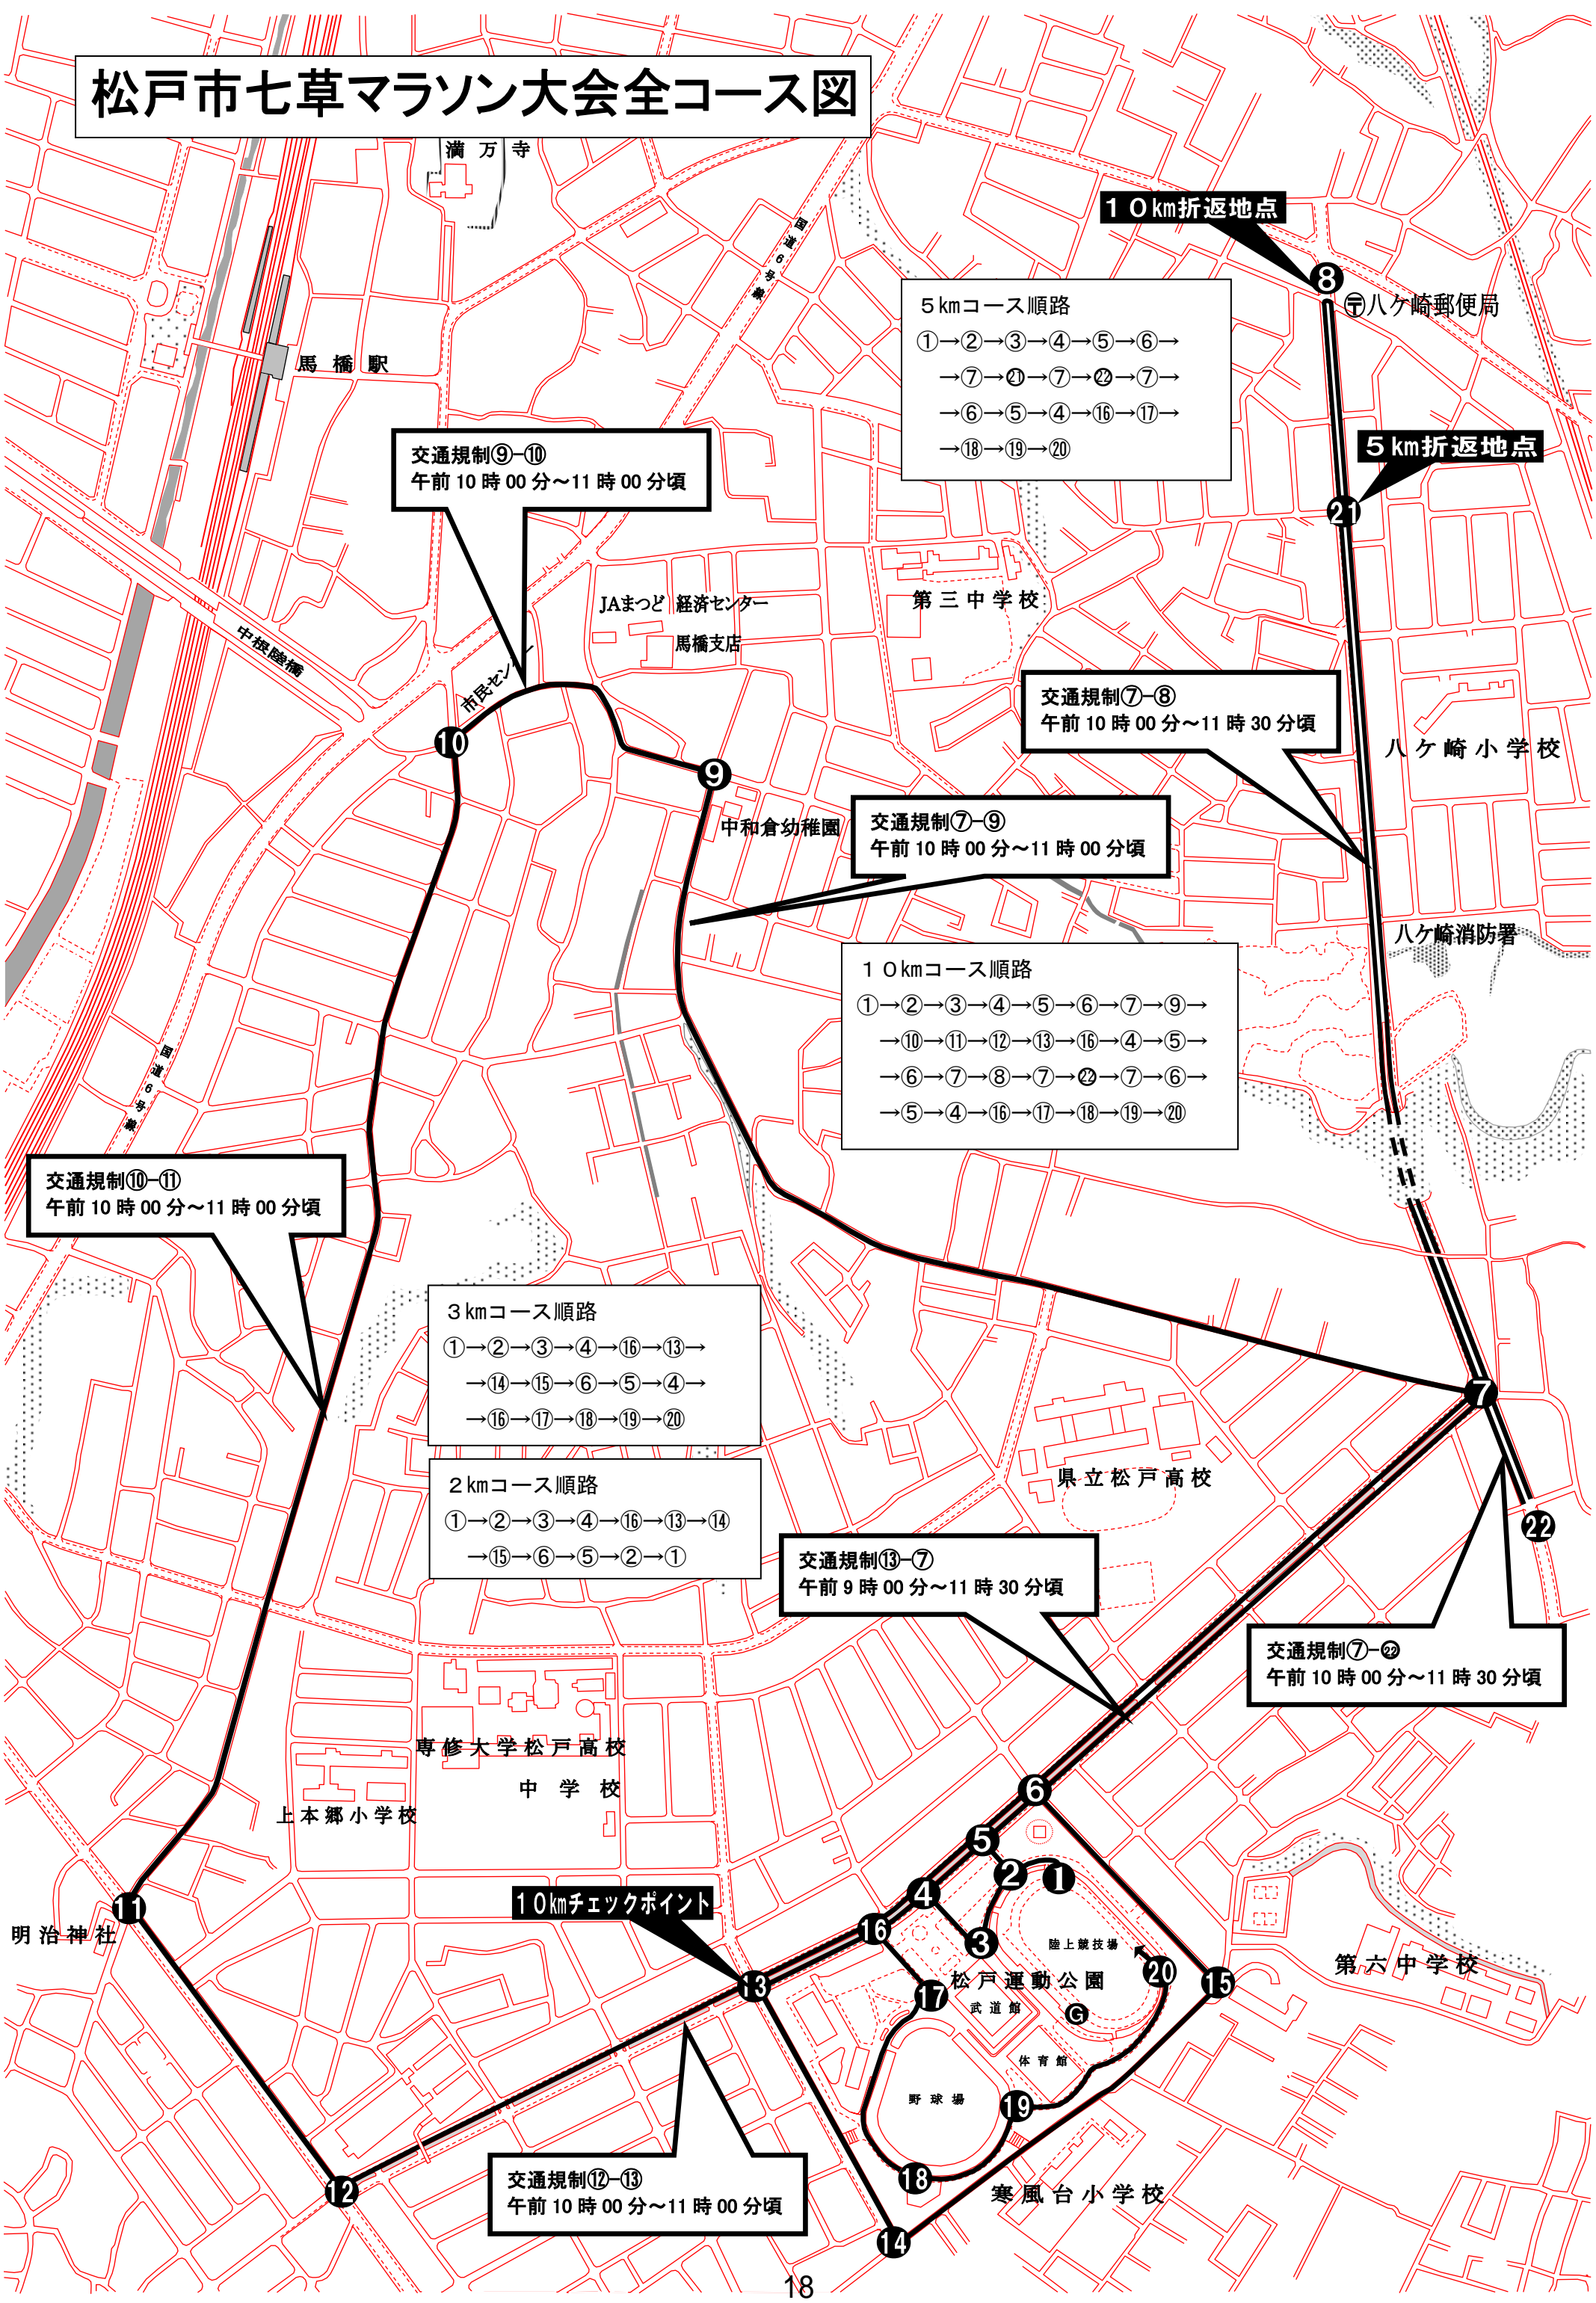 松戸市七草マラソン大会全コース図
満万寺
国道6号線
10km折返地点
8
〒八ケ崎郵便局
5kmコース順路
①→②→③→④→⑤→⑥→
→⑦→㉑→⑦→㉒→⑦→
→⑥→⑤→④→⑯→⑰→
→⑱→⑲→⑳
馬橋駅
5km折返地点
21
交通規制⑨-⑩
午前10時00分～11時00分頃
JAまつど 経済センター
馬橋支店
第三中学校
中根陸橋
市民センター
交通規制⑦-⑧
午前10時00分～11時30分頃
八ケ崎小学校
10
9
中和倉幼稚園
交通規制⑦-⑨
午前10時00分～11時00分頃
八ケ崎消防署
10kmコース順路
①→②→③→④→⑤→⑥→⑦→⑨→
→⑩→⑪→⑫→⑬→⑯→④→⑤→
→⑥→⑦→⑧→⑦→㉒→⑦→⑥→
→⑤→④→⑯→⑰→⑱→⑲→⑳
国道6号線
交通規制⑩-⑪
午前10時00分～11時00分頃
3kmコース順路
①→②→③→④→⑯→⑬→
→⑭→⑮→⑥→⑤→④→
→⑯→⑰→⑱→⑲→⑳
7
2kmコース順路
①→②→③→④→⑯→⑬→⑭
→⑮→⑥→⑤→②→①
県立松戸高校
22
交通規制⑬-⑦
午前9時00分～11時30分頃
交通規制⑦-㉒
午前10時00分～11時30分頃
専修大学松戸高校
中学校
上本郷小学校
6
5
2
1
4
3
11
明治神社
10kmチェックポイント
16
陸上競技場
20
15
第六中学校
13
17
松戸運動公園
武道館
G
体育館
野球場
19
12
交通規制⑫-⑬
午前10時00分～11時00分頃
18
寒風台小学校
14
18